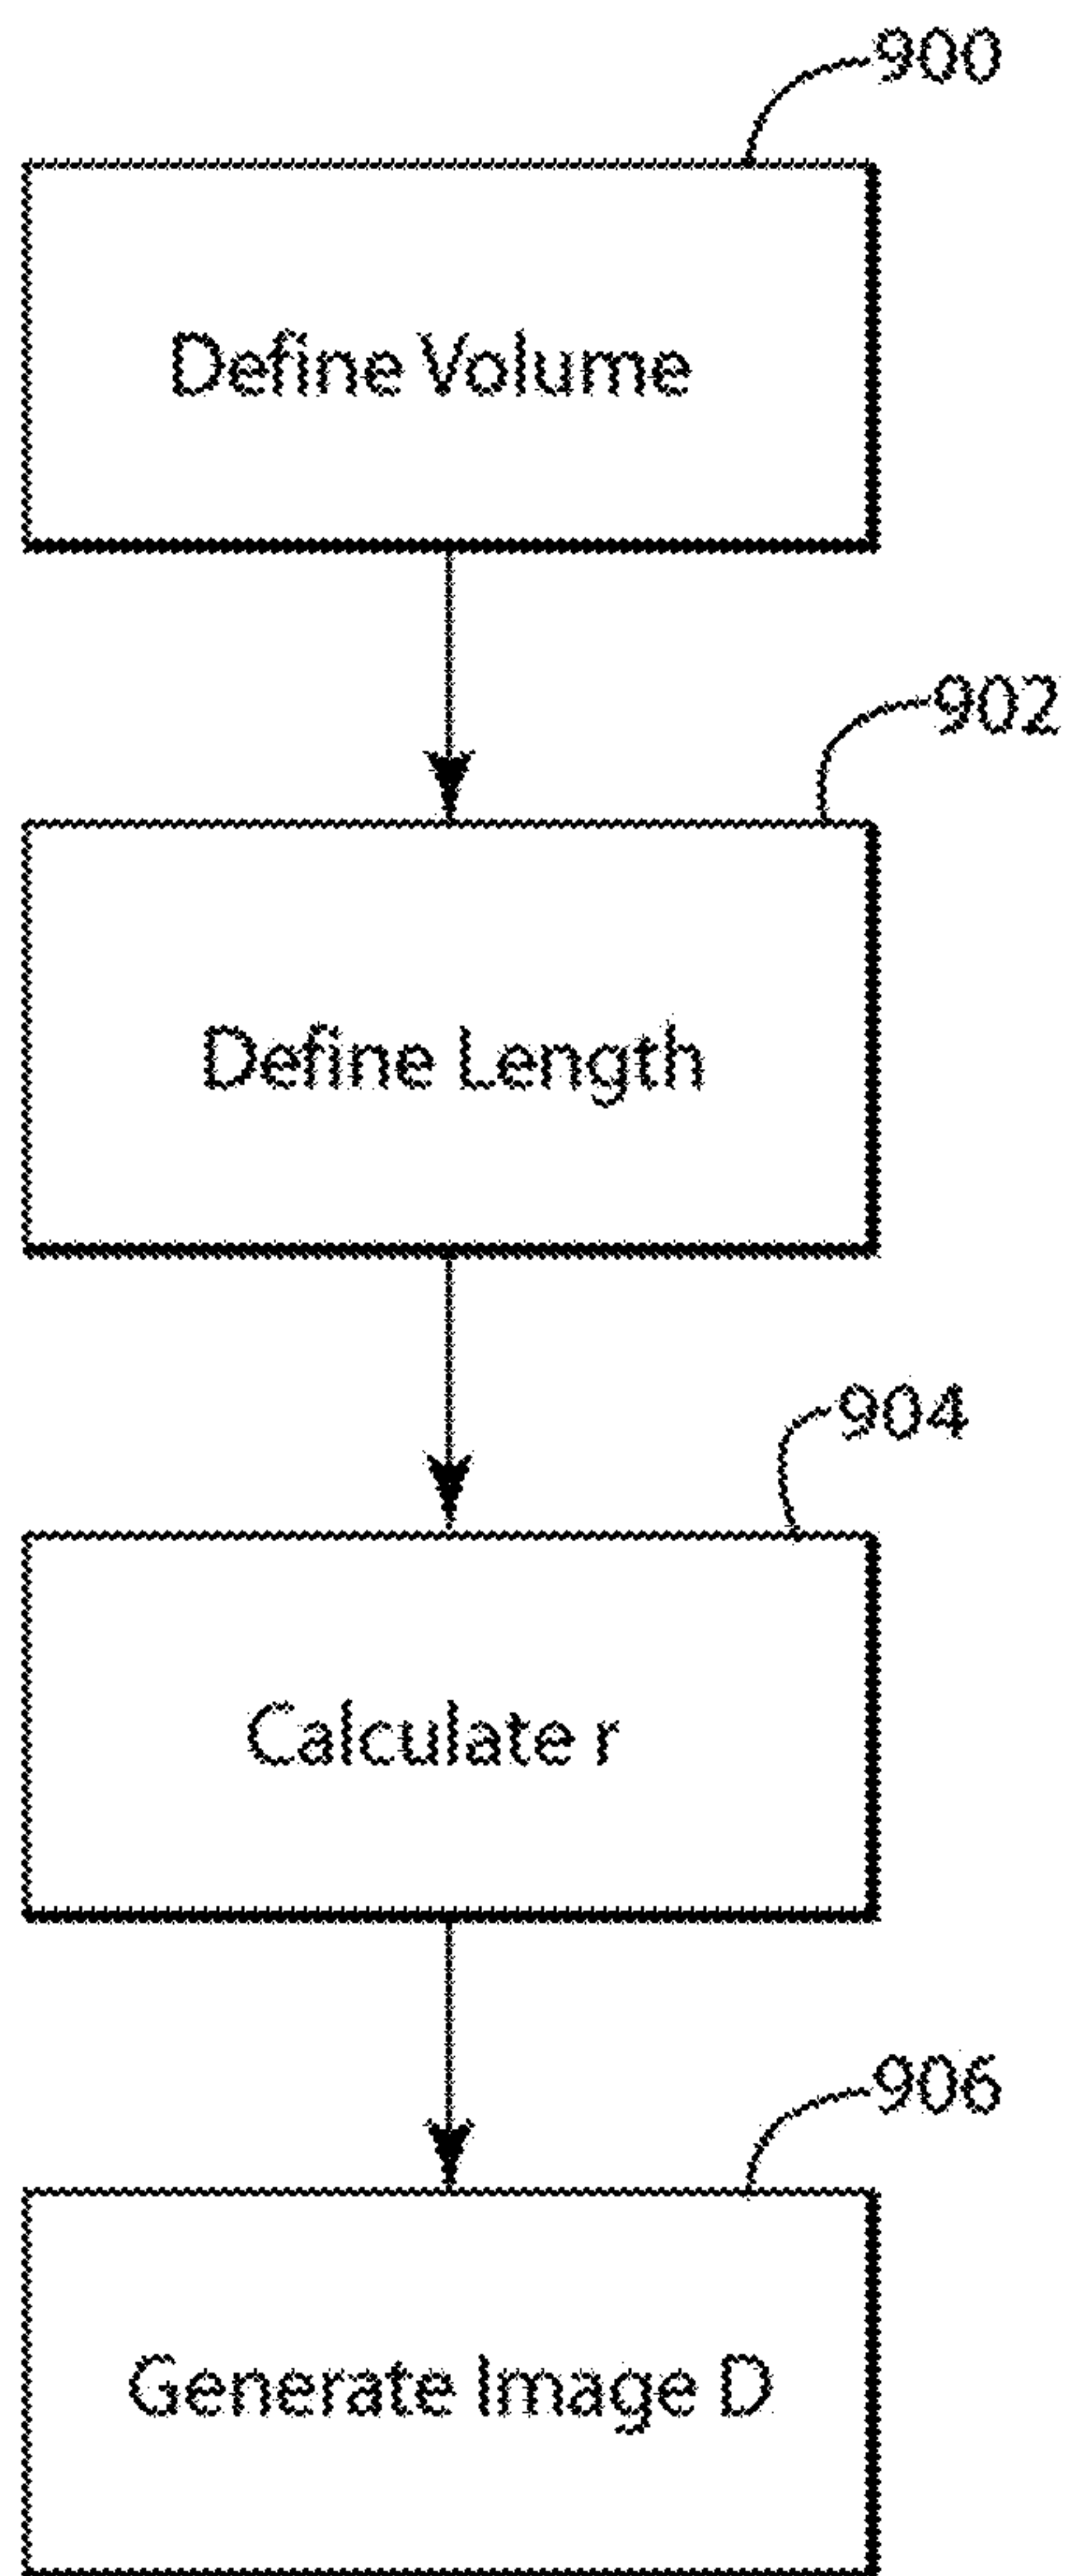 900
Define Volume
902
Define Length
904
Calculate r
906
Generate Image D